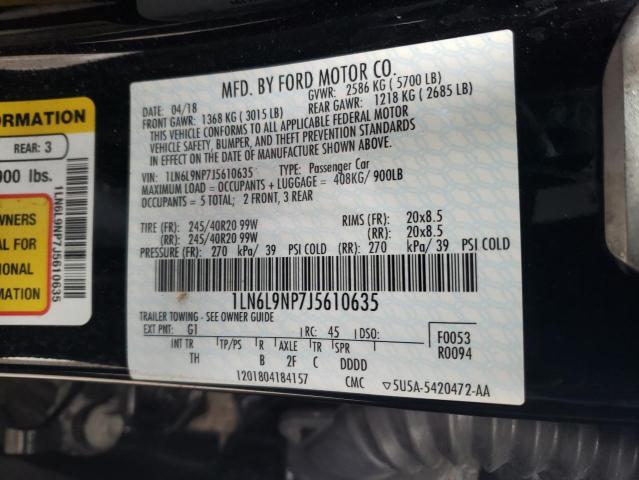 MFD. BY FORD MOTOR CO.
DATE: 04/18 GVWR: 2586 KG ( 5700 LB)
FRONT GAWR: 1368 KG ( 3015 LB) REAR GAWR: 1218 KG ( 2685 LB)
THIS VEHICLE CONFORMS TO ALL APPLICABLE FEDERAL MOTOR
VEHICLE SAFETY, BUMPER, AND THEFT PREVENTION STANDARDS
IN EFFECT ON THE DATE OF MANUFACTURE SHOWN ABOVE.
VIN: 1LN6L9NP7J5610635 TYPE: Passenger Car
MAXIMUM LOAD = OCCUPANTS + LUGGAGE = 408KG/ 900LB
OCCUPANTS = 5 TOTAL; 2 FRONT, 3 REAR
TIRE (FR): 245/40R20 99W RIMS (FR): 20x8.5
(RR): 245/40R20 99W (RR): 20x8.5
PRESSURE (FR): 270 kPa/ 39 PSI COLD (RR): 270 kPa/ 39 PSI COLD
1LN6L9NP7J5610635
TRAILER TOWING - SEE OWNER GUIDE
EXT PNT: G1 RC: 45 DSO: F0053
INT TR TP/PS R AXLE TR SPR R0094
TH B 2F C DDDD
1201804184157 CMC 5U5A-5420472-AA
ORMATION
REAR: 3
000 lbs.
WNERS
AL FOR
IONAL
MATION
1LN6L9NP7J5610635